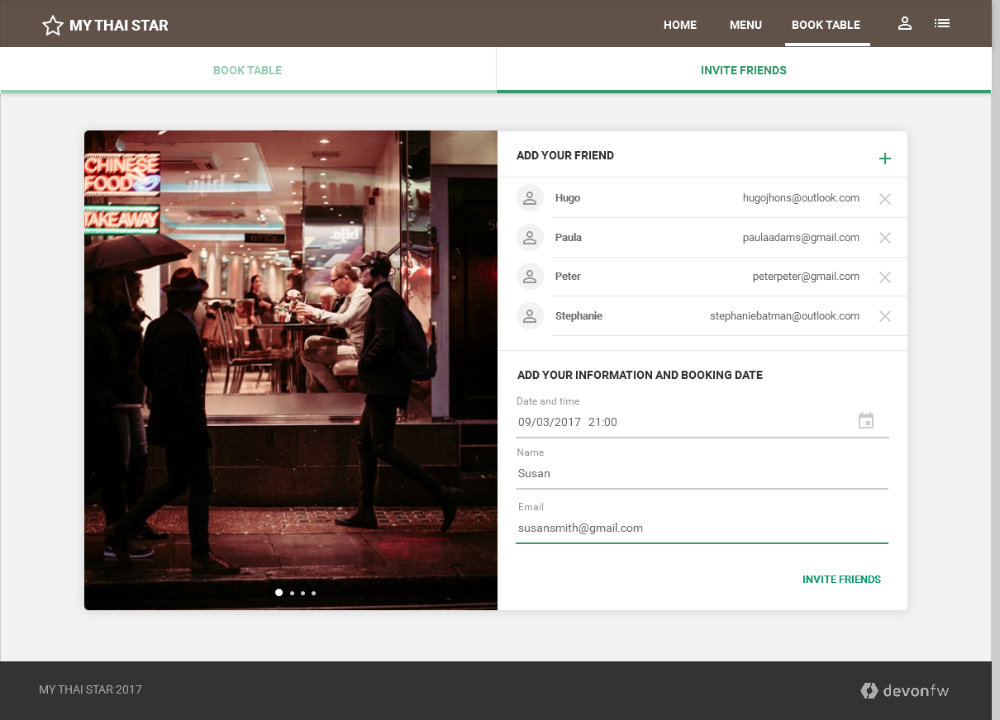 MY THAI STAR
HOME
MENU
BOOK TABLE
BOOK TABLE
INVITE FRIENDS
CHINESE
FOOD
TAKEAWAY
OPEN
ADD YOUR FRIEND
Hugo
hugojhons@outlook.com
Paula
paulaadams@gmail.com
Peter
peterpeter@gmail.com
Stephanie
stephaniebatman@outlook.com
ADD YOUR INFORMATION AND BOOKING DATE
Date and time
09/03/2017 21:00
Name
Susan
Email
susansmith@gmail.com
INVITE FRIENDS
MY THAI STAR 2017
devonfw